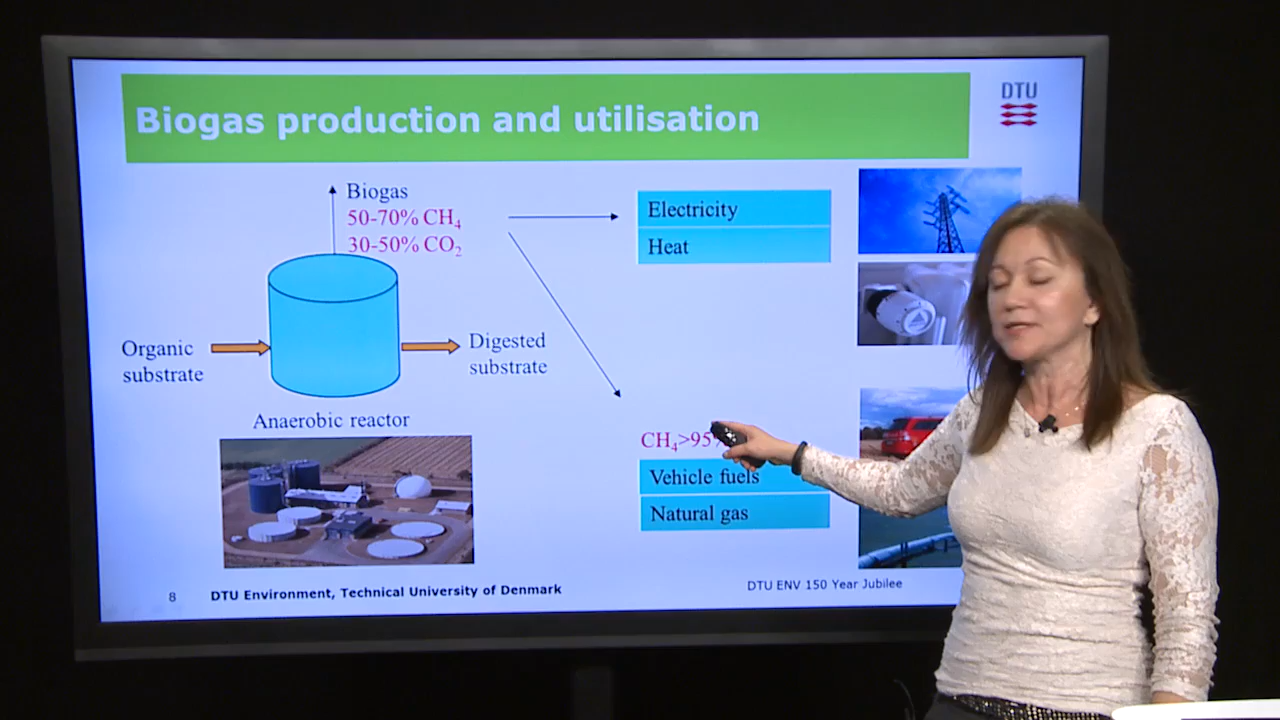 Biogas production and utilisation
DTU
Biogas
50-70% CH₄
30-50% CO₂
Electricity
Heat
Organic
substrate
Digested
substrate
Anaerobic reactor
CH₄>95%
Vehicle fuels
Natural gas
8
DTU Environment, Technical University of Denmark
DTU ENV 150 Year Jubilee